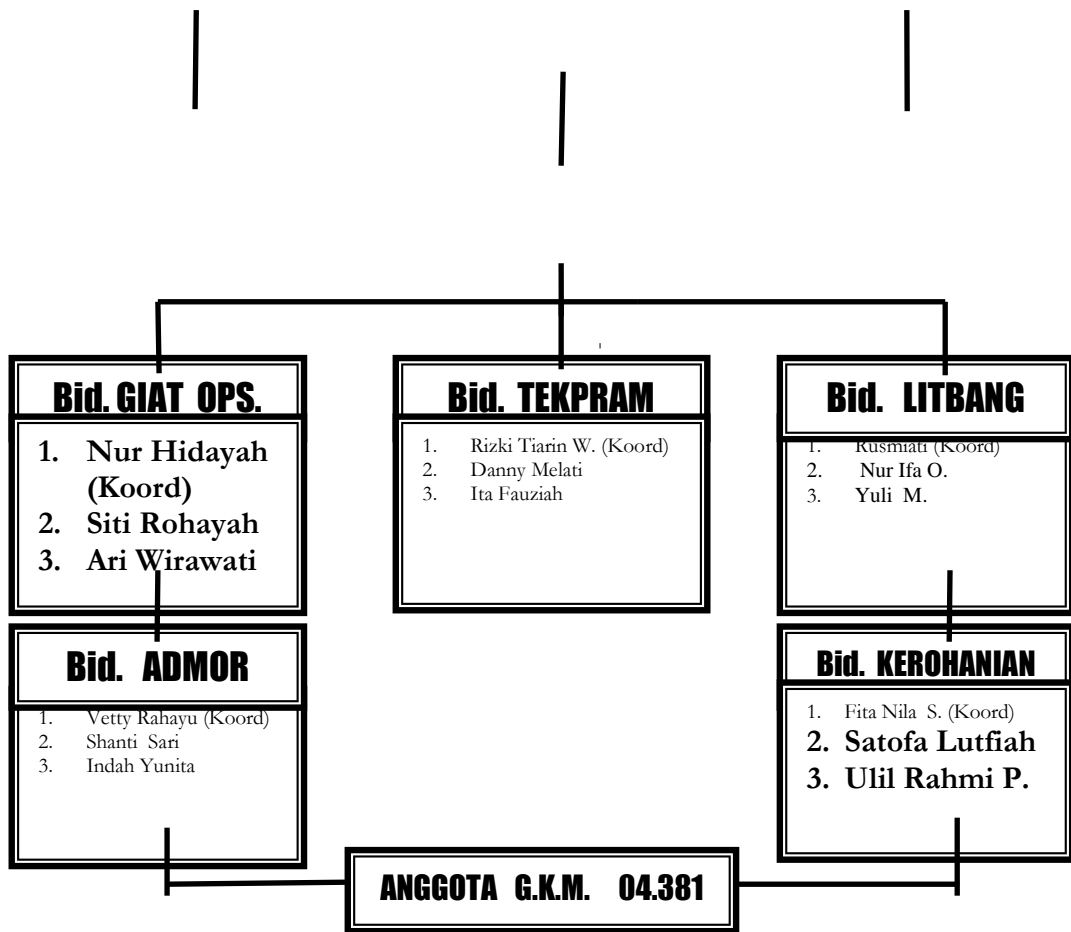 Bid. GIAT OPS.
1. Nur Hidayah
(Koord)
2. Siti Rohayah
3. Ari Wirawati
Bid. TEKPRAM
1. Rizki Tiarin W. (Koord)
2. Danny Melati
3. Ita Fauziah
Bid. LITBANG
1. Rusmiati (Koord)
2. Nur Ifa O.
3. Yuli M.
Bid. ADMOR
1. Vetty Rahayu (Koord)
2. Shanti Sari
3. Indah Yunita
Bid. KEROHANIAN
1. Fita Nila S. (Koord)
2. Satofa Lutfiah
3. Ulil Rahmi P.
ANGGOTA G.K.M. 04.381